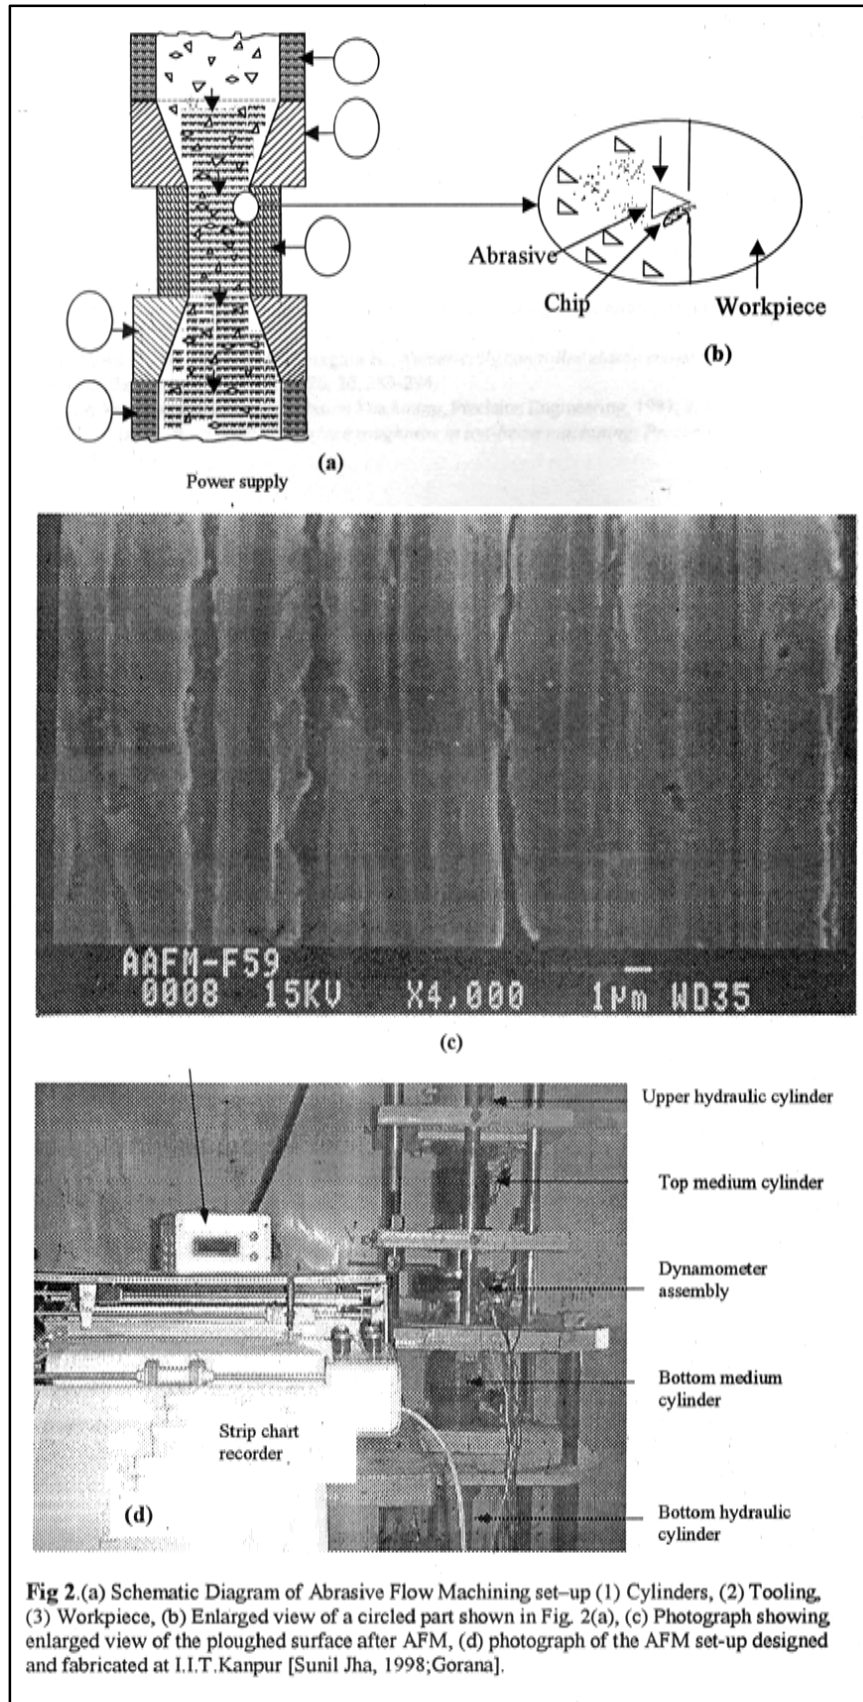 Abrasive
Chip
Workpiece
(b)
(a)
Power supply
AAFM-F59
0008 15KV X4,000 1µm WD35
(c)
Upper hydraulic cylinder
Top medium cylinder
Dynamometer
assembly
Bottom medium
cylinder
Strip chart
recorder
(d)
Bottom hydraulic
cylinder
Fig 2.(a) Schematic Diagram of Abrasive Flow Machining set–up (1) Cylinders, (2) Tooling,
(3) Workpiece, (b) Enlarged view of a circled part shown in Fig. 2(a), (c) Photograph showing
enlarged view of the ploughed surface after AFM, (d) photograph of the AFM set-up designed
and fabricated at I.I.T.Kanpur [Sunil Jha, 1998;Gorana].